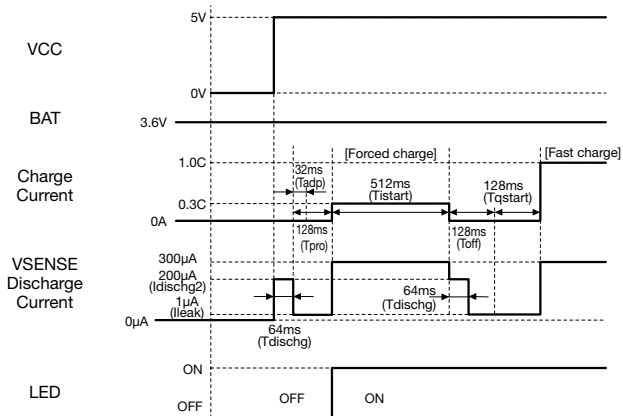 5V
VCC
0V
BAT
3.6V
[Forced charge]
[Fast charge]
1.0C
32ms
(Tadp)
Charge
Current
512ms
(Tistart)
128ms
(Tqstart)
0.3C
0A
128ms
(Tpro)
128ms
(Toff)
VSENSE
Discharge
Current
300μA
200μA
(Idischg2)
1μA
(Ileak)
0μA
64ms
(Tdischg)
64ms
(Tdischg)
LED
ON
OFF
OFF
ON